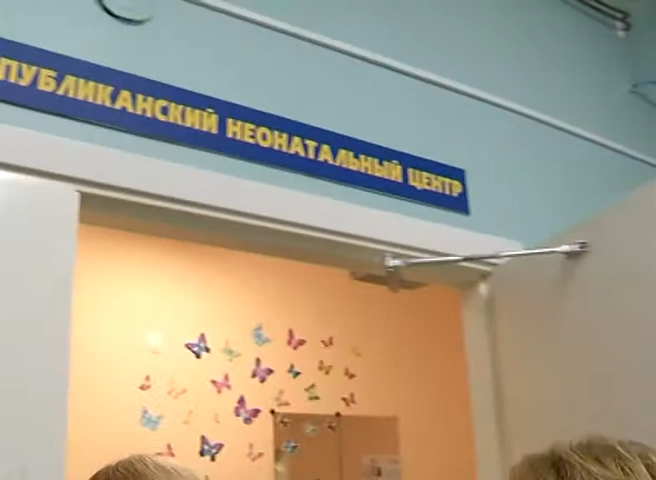 ПУБЛИКАНСКИЙ НЕОНАТАЛЬНЫЙ ЦЕНТР